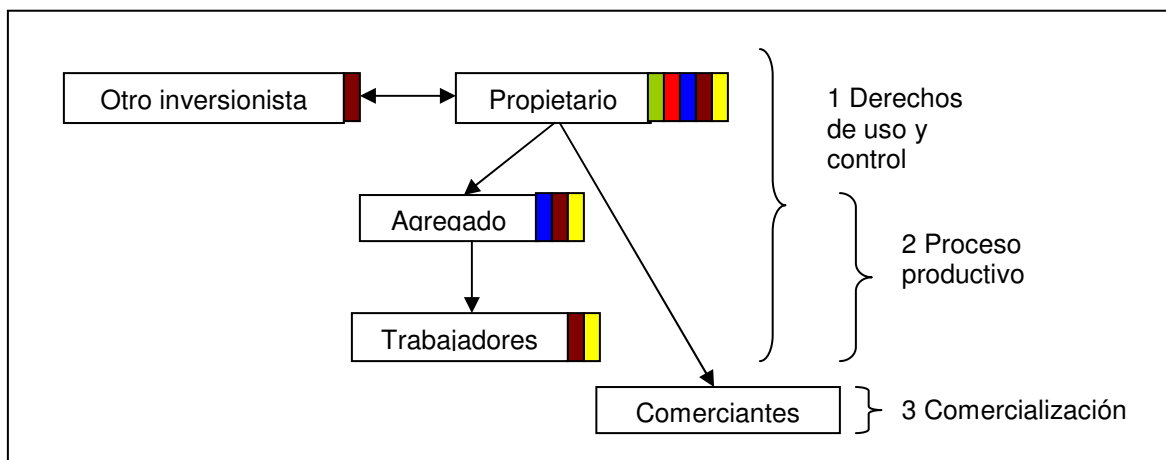 Otro inversionista
Propietario
1 Derechos
de uso y
control
Agregado
2 Proceso
productivo
Trabajadores
Comerciantes
3 Comercialización